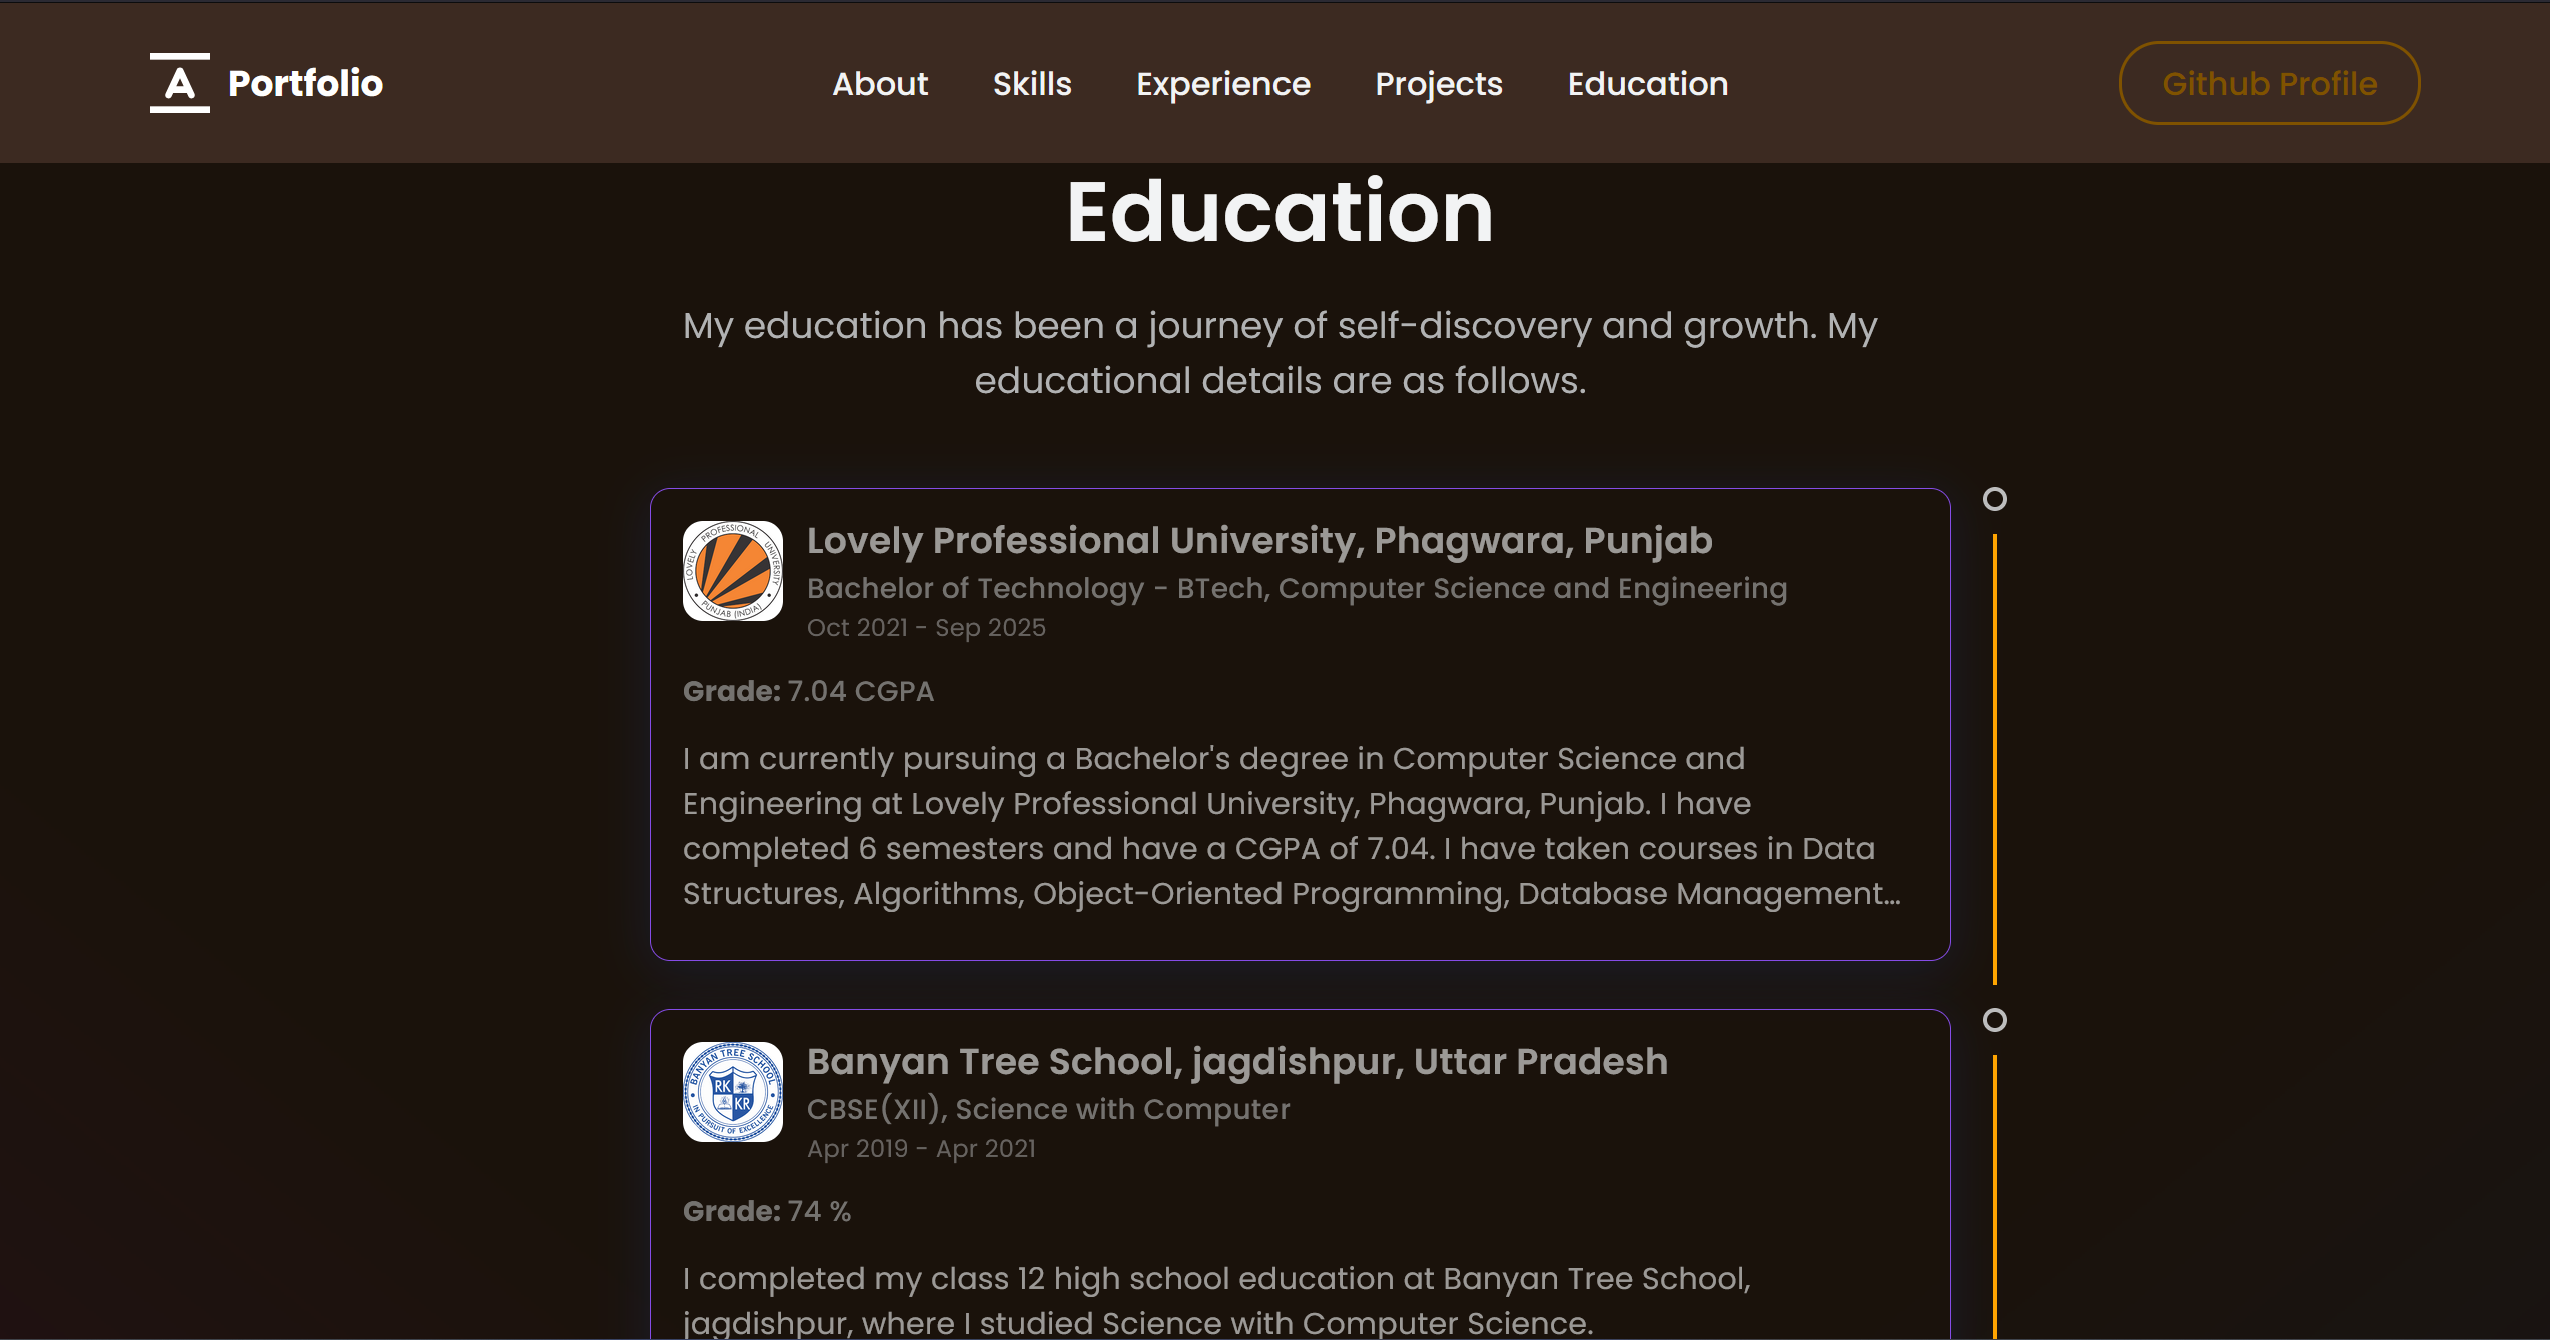 A Portfolio
About Skills Experience Projects Education
Github Profile
Education
My education has been a journey of self-discovery and growth. My
educational details are as follows.
LOVELY PROFESSIONAL UNIVERSITY
PUNJAB (INDIA)
Lovely Professional University, Phagwara, Punjab
Bachelor of Technology - BTech, Computer Science and Engineering
Oct 2021 - Sep 2025
Grade: 7.04 CGPA
I am currently pursuing a Bachelor's degree in Computer Science and
Engineering at Lovely Professional University, Phagwara, Punjab. I have
completed 6 semesters and have a CGPA of 7.04. I have taken courses in Data
Structures, Algorithms, Object-Oriented Programming, Database Management...
BANYAN TREE SCHOOL
RK
KR
IN PURSUIT OF EXCELLENCE
Banyan Tree School, jagdishpur, Uttar Pradesh
CBSE(XII), Science with Computer
Apr 2019 - Apr 2021
Grade: 74 %
I completed my class 12 high school education at Banyan Tree School,
jagdishpur, where I studied Science with Computer Science.